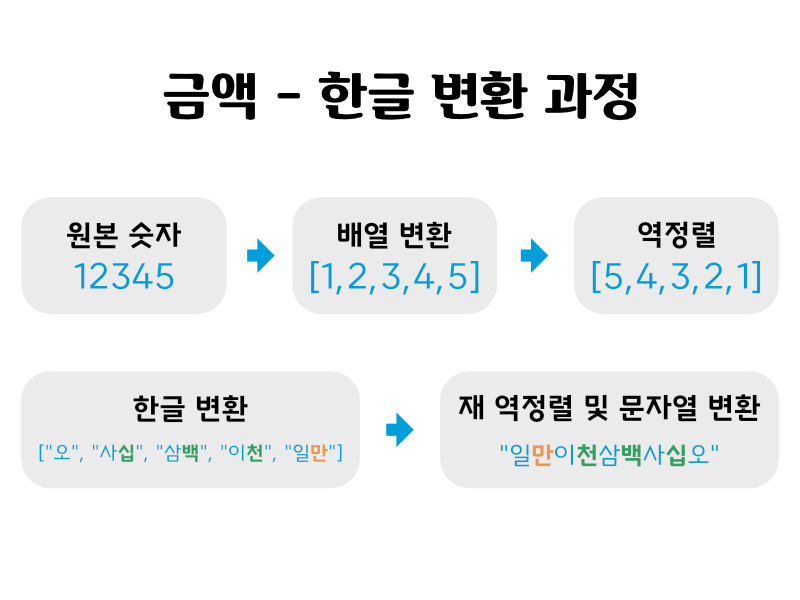 금액 - 한글 변환 과정
원본 숫자
12345
배열 변환
[1,2,3,4,5]
역정렬
[5,4,3,2,1]
한글 변환
["오", "사십", "삼백", "이천", "일만"]
재 역정렬 및 문자열 변환
"일만이천삼백사십오"